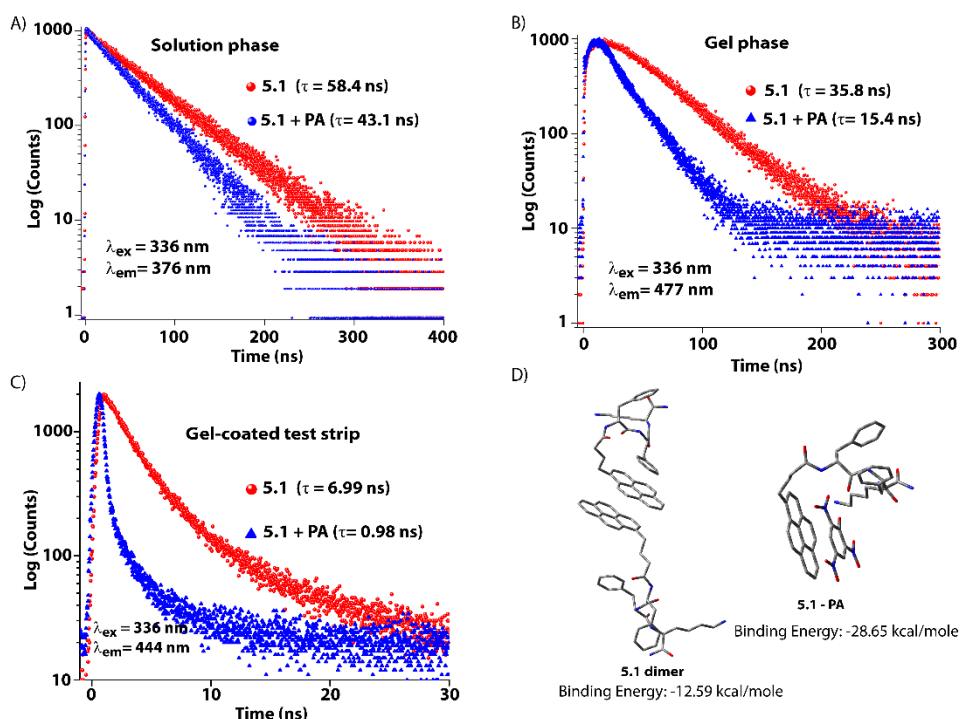 A)
Solution phase
5.1 (τ = 58.4 ns)
5.1 + PA (τ= 43.1 ns)
λex = 336 nm
λem= 376 nm
Log (Counts)
1000
100
10
1
0
100
200
300
400
Time (ns)
B)
Gel phase
5.1 (τ = 35.8 ns)
5.1 + PA (τ= 15.4 ns)
λex = 336 nm
λem= 477 nm
Log (Counts)
1000
100
10
1
0
100
200
300
Time (ns)
C)
Gel-coated test strip
5.1 (τ = 6.99 ns)
5.1 + PA (τ= 0.98 ns)
λex = 336 nm
λem= 444 nm
Log (Counts)
1000
100
10
0
10
20
30
Time (ns)
D)
5.1 - PA
Binding Energy: -28.65 kcal/mole
5.1 dimer
Binding Energy: -12.59 kcal/mole